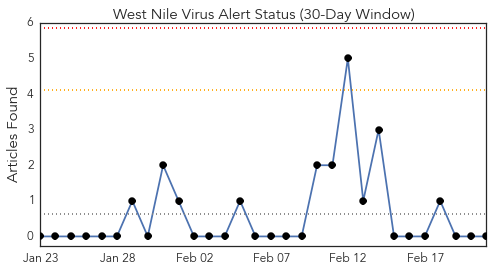 West Nile Virus Alert Status (30-Day Window)
Articles Found
6
5
4
3
2
1
0
Jan 23 Jan 28 Feb 02 Feb 07 Feb 12 Feb 17